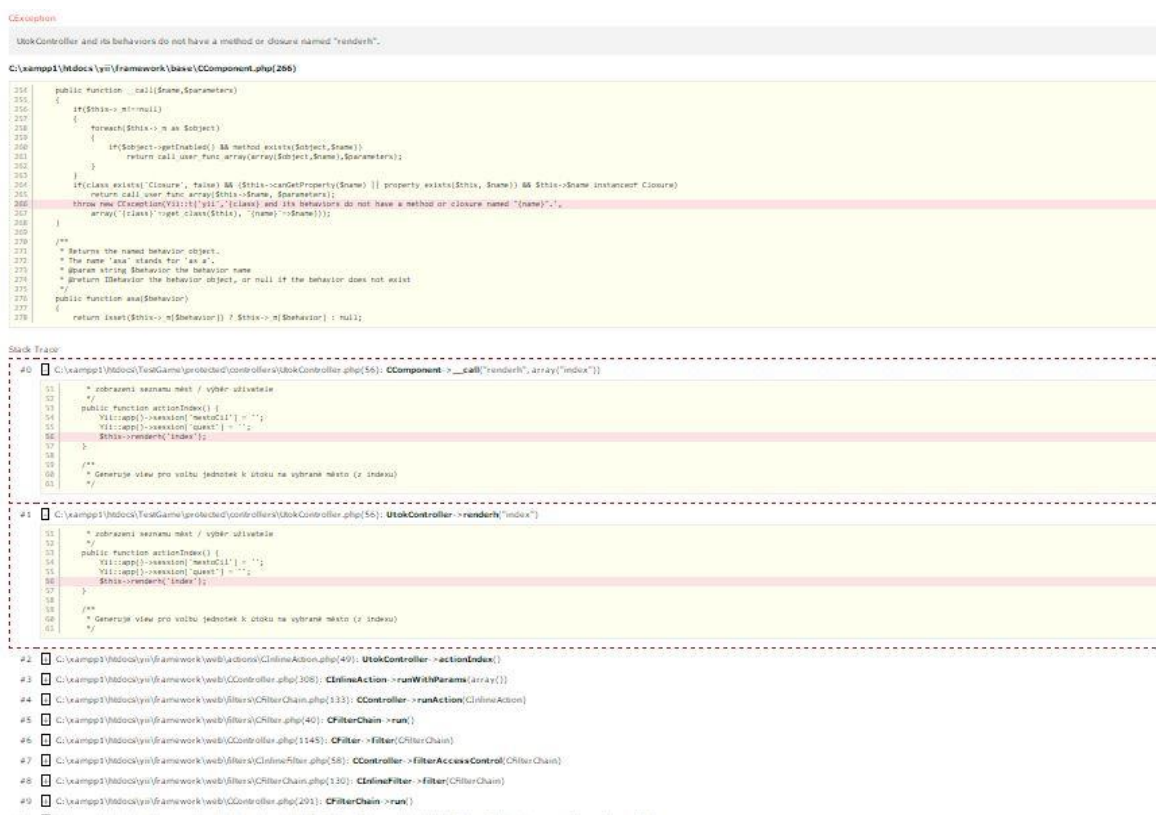 CException
UtokController and its behaviors do not have a method or closure named "renderh".
C:\xampp1\htdocs\yii\framework\base\CComponent.php(266)
254 public function __call($name,$parameters)
255 {
256 if($this->_m!==null)
257 {
258 foreach($this->_m as $object)
259 {
260 if($object->getEnabled() && method_exists($object,$name))
261 return call_user_func_array(array($object,$name),$parameters);
262 }
263 }
264 if(class_exists('Closure', false) && ($this->canGetProperty($name) || property_exists($this, $name)) && $this->$name instanceof Closure)
265 return call_user_func_array($this->$name, $parameters);
266 throw new CException(Yii::t('yii','{class} and its behaviors do not have a method or closure named "{name}".',
267 array('{class}'=>get_class($this), '{name}'=>$name)));
268 }
269
270 /**
271 * Returns the named behavior object.
272 * The name 'asa' stands for 'as a'.
273 * @param string $behavior the behavior name
274 * @return IBehavior the behavior object, or null if the behavior does not exist
275 */
276 public function asa($behavior)
277 {
278 return isset($this->_m[$behavior]) ? $this->_m[$behavior] : null;
Stack Trace
#0 - C:\xampp1\htdocs\TestGame\protected\controllers\UtokController.php(56): CComponent->__call("renderh", array("index"))
51 * zobrazeni seznamu měst / výběr uživatele
52 */
53 public function actionIndex() {
54 Yii::app()->session['mestoCil'] = '';
55 Yii::app()->session['quest'] = '';
56 $this->renderh('index');
57 }
58
59 /**
60 * Generuje view pro volbu jednotek k útoku na vybrané město (z indexu)
61 */
#1 - C:\xampp1\htdocs\TestGame\protected\controllers\UtokController.php(56): UtokController->renderh("index")
51 * zobrazeni seznamu měst / výběr uživatele
52 */
53 public function actionIndex() {
54 Yii::app()->session['mestoCil'] = '';
55 Yii::app()->session['quest'] = '';
56 $this->renderh('index');
57 }
58
59 /**
60 * Generuje view pro volbu jednotek k útoku na vybrané město (z indexu)
61 */
#2 + C:\xampp1\htdocs\yii\framework\web\actions\CInlineAction.php(49): UtokController->actionIndex()
#3 + C:\xampp1\htdocs\yii\framework\web\CController.php(308): CInlineAction->runWithParams(array())
#4 + C:\xampp1\htdocs\yii\framework\web\filters\CFilterChain.php(133): CController->runAction(CInlineAction)
#5 + C:\xampp1\htdocs\yii\framework\web\filters\CFilter.php(40): CFilterChain->run()
#6 + C:\xampp1\htdocs\yii\framework\web\CController.php(1145): CFilter->filter(CFilterChain)
#7 + C:\xampp1\htdocs\yii\framework\web\filters\CInlineFilter.php(58): CController->filterAccessControl(CFilterChain)
#8 + C:\xampp1\htdocs\yii\framework\web\filters\CFilterChain.php(130): CInlineFilter->filter(CFilterChain)
#9 + C:\xampp1\htdocs\yii\framework\web\CController.php(291): CFilterChain->run()